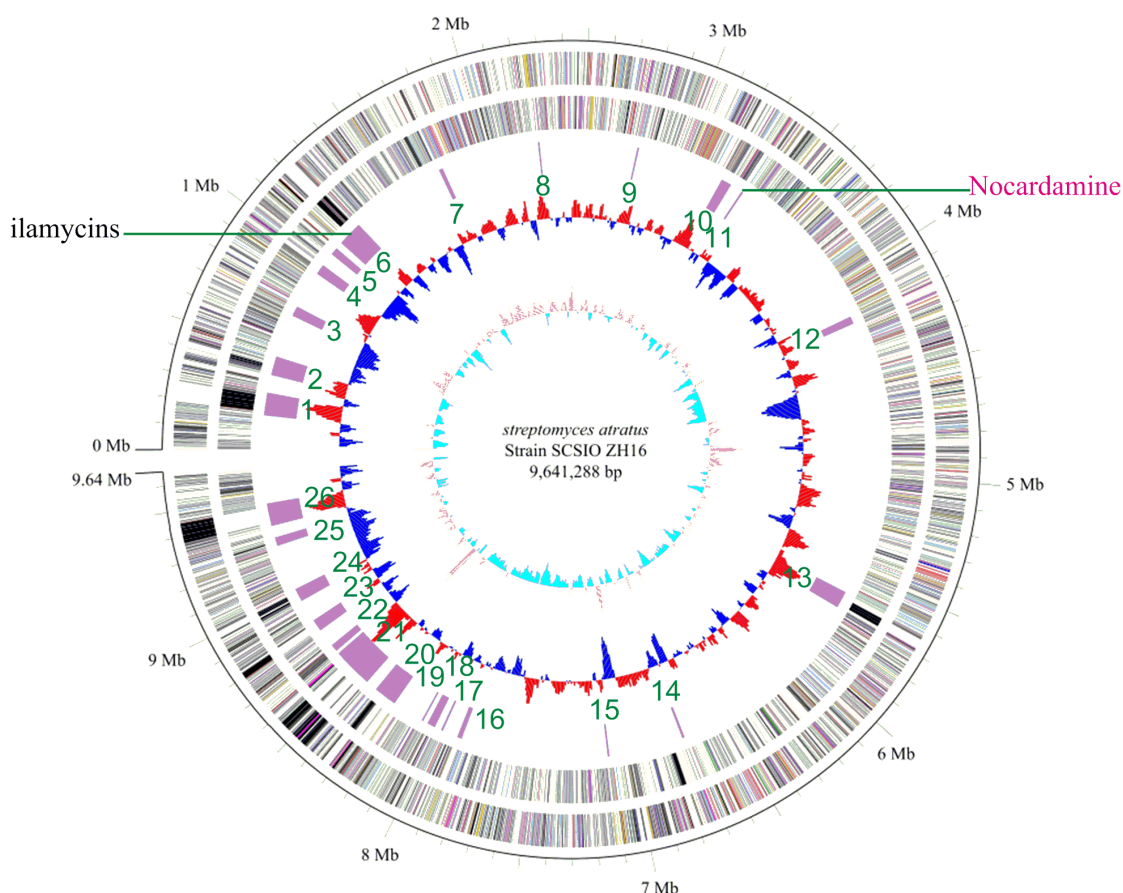 2 Mb
3 Mb
1 Mb
8
9
Nocardamine
7
10
4 Mb
ilamycins
11
6
5
4
3
12
2
1
streptomyces atratus
0 Mb
Strain SCSIO ZH16
9.64 Mb
9,641,288 bp
5 Mb
26
25
24
13
23
22
21
9 Mb
20
18
19
17
14
16
15
6 Mb
8 Mb
7 Mb